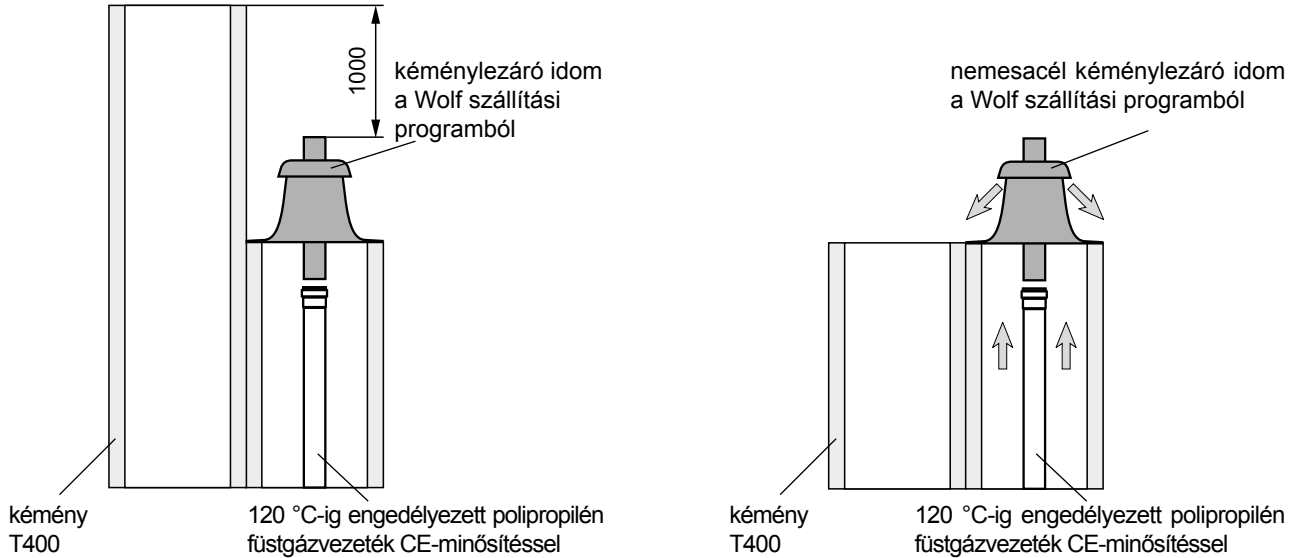 1000
kéménylezáró idom
a Wolf szállítási
programból
kémény
T400
120 °C-ig engedélyezett polipropilén
füstgázvezeték CE-minősítéssel
nemesacél kéménylezáró idom
a Wolf szállítási programból
kémény
T400
120 °C-ig engedélyezett polipropilén
füstgázvezeték CE-minősítéssel